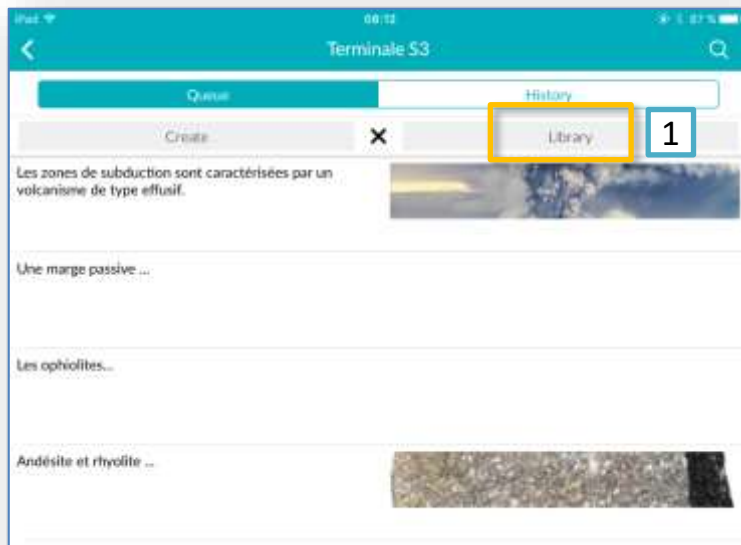 iPad 08:12 87 %
Terminale S3
Queue History
Create Library 1
Les zones de subduction sont caractérisées par un
volcanisme de type effusif.
Une marge passive ...
Les ophiolites...
Andésite et rhyolite ...